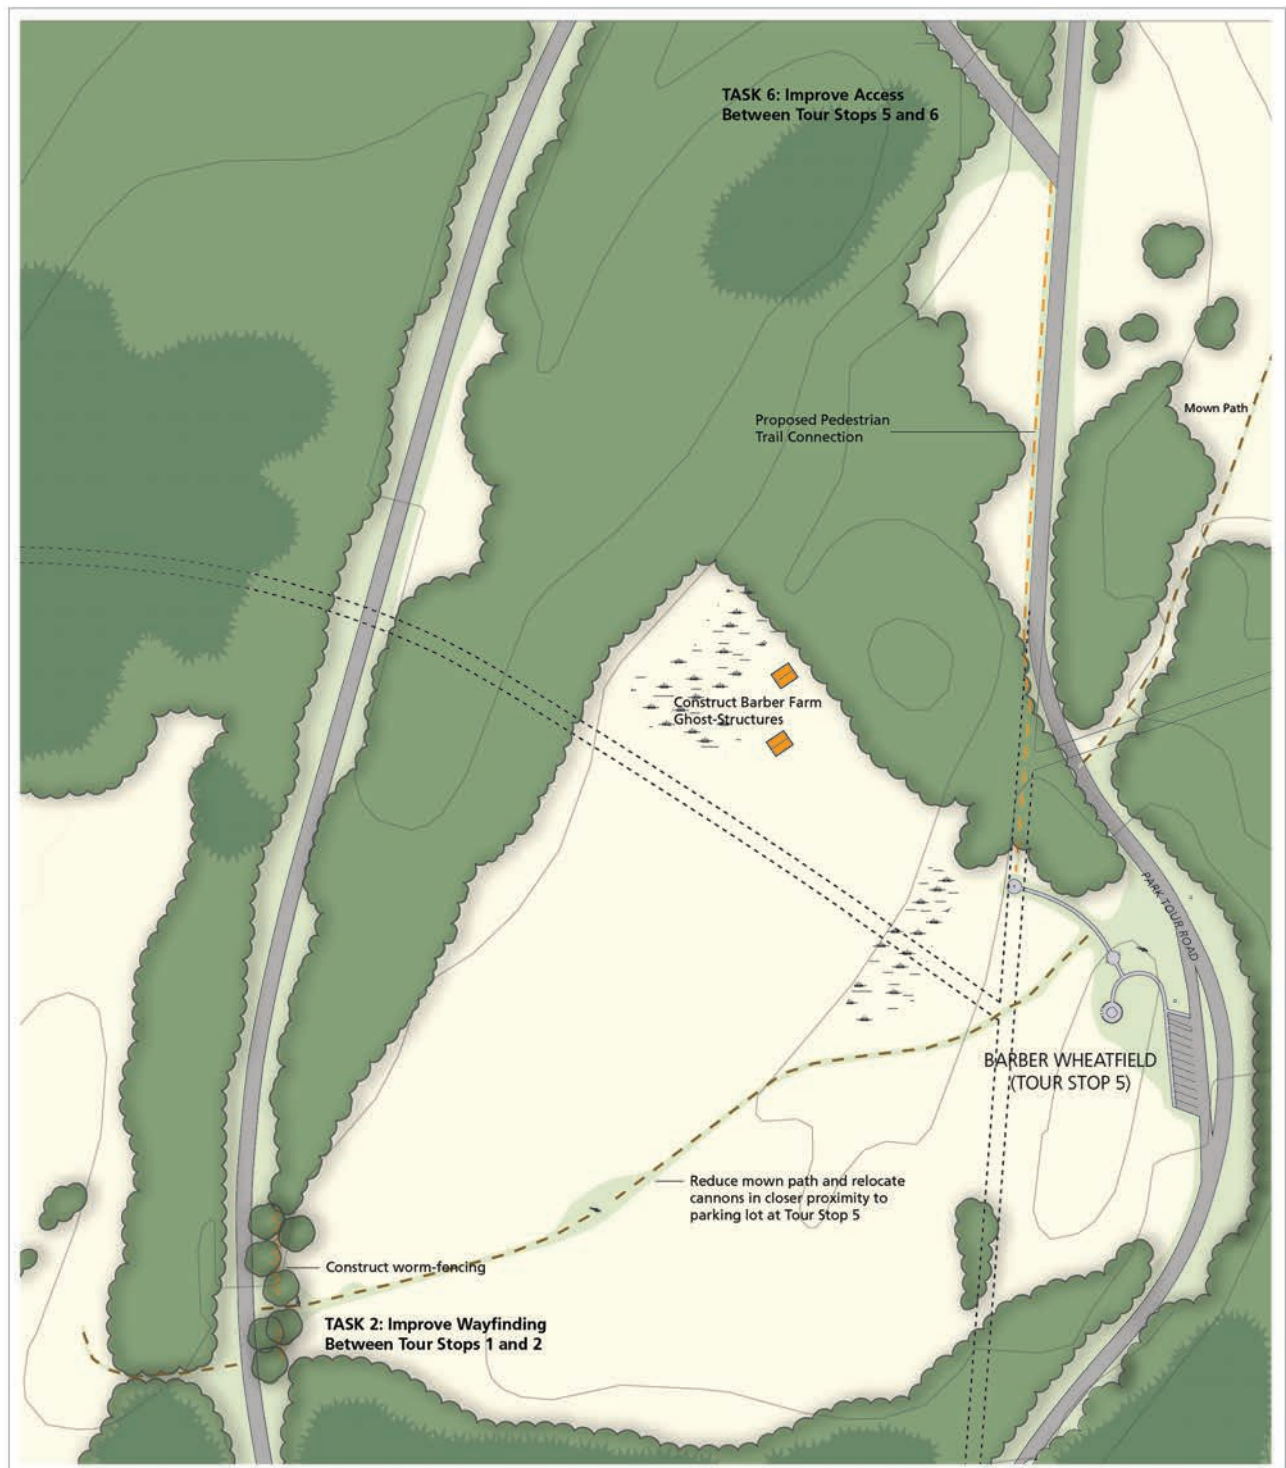 TASK 6: Improve Access
Between Tour Stops 5 and 6
Mown Path
Proposed Pedestrian
Trail Connection
Construct Barber Farm
Ghost-Structures
PARK TOUR ROAD
BARBER WHEATFIELD
(TOUR STOP 5)
Reduce mown path and relocate
cannons in closer proximity to
parking lot at Tour Stop 5
Construct worm-fencing
TASK 2: Improve Wayfinding
Between Tour Stops 1 and 2